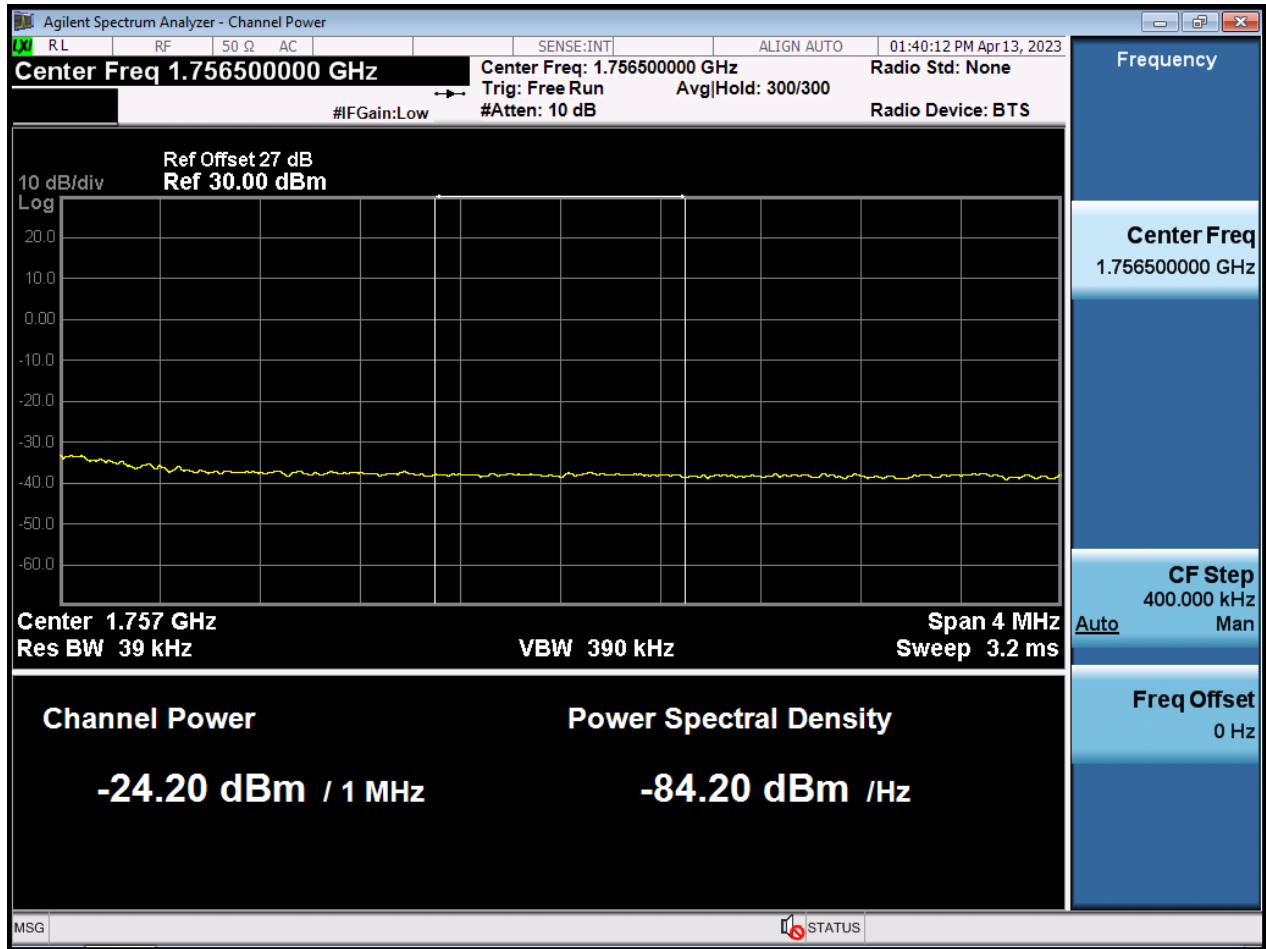 Agilent Spectrum Analyzer - Channel Power
LXI RL RF 50 Ω AC SENSE:INT ALIGN AUTO 01:40:12 PM Apr 13, 2023
Center Freq 1.756500000 GHz
#IFGain:Low
Center Freq: 1.756500000 GHz
Trig: Free Run Avg|Hold: 300/300
#Atten: 10 dB
Radio Std: None
Radio Device: BTS
Ref Offset 27 dB
10 dB/div Ref 30.00 dBm
Log
20.0
10.0
0.00
-10.0
-20.0
-30.0
-40.0
-50.0
-60.0
Center 1.757 GHz Span 4 MHz
Res BW 39 kHz VBW 390 kHz Sweep 3.2 ms
Channel Power Power Spectral Density
-24.20 dBm / 1 MHz -84.20 dBm /Hz
MSG STATUS
Frequency
Center Freq
1.756500000 GHz
CF Step
400.000 kHz
Auto Man
Freq Offset
0 Hz